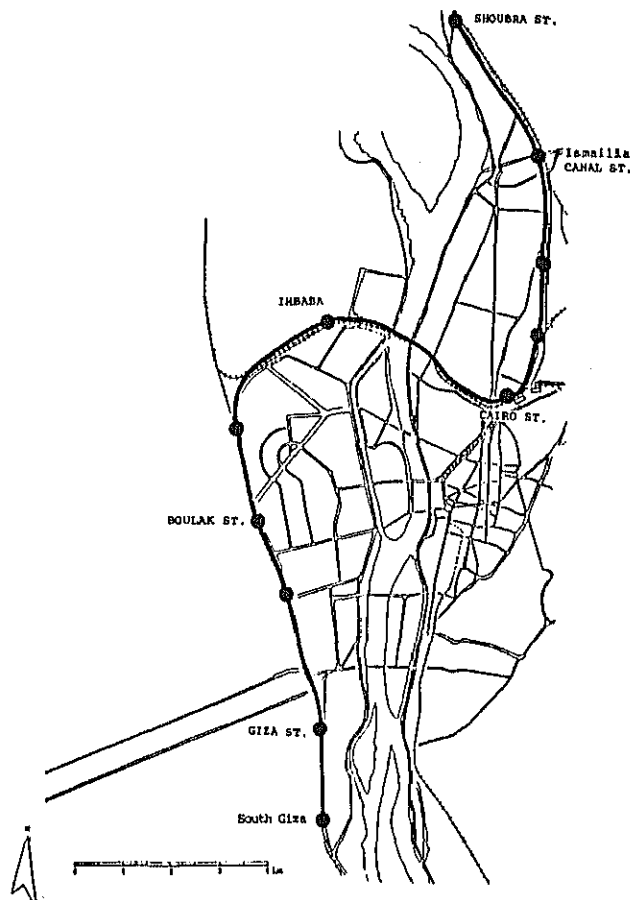 SHOUBRA ST.
Ismailia
CANAL ST.
IMBABA
CAIRO ST.
BOULAK ST.
GIZA ST.
South Giza